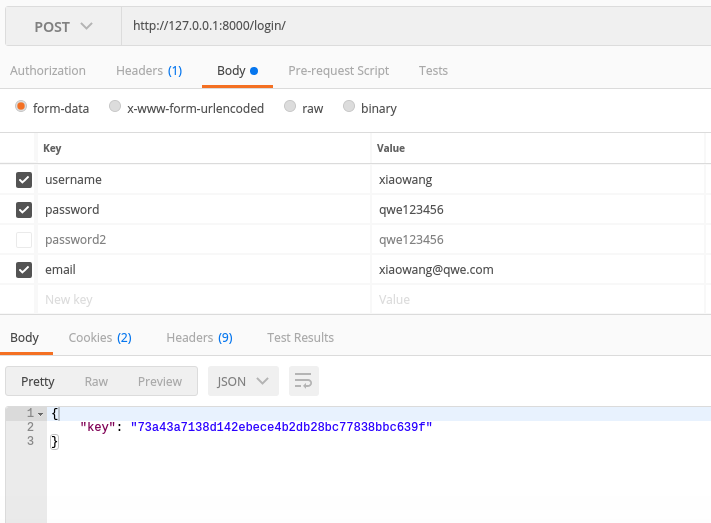 POST http://127.0.0.1:8000/login/
Authorization Headers (1) Body Pre-request Script Tests
form-data x-www-form-urlencoded raw binary
Key Value
username xiaowang
password qwe123456
password2 qwe123456
email xiaowang@qwe.com
New key Value
Body Cookies (2) Headers (9) Test Results
Pretty Raw Preview JSON
1 {
2 "key": "73a43a7138d142ebece4b2db28bc77838bbc639f"
3 }